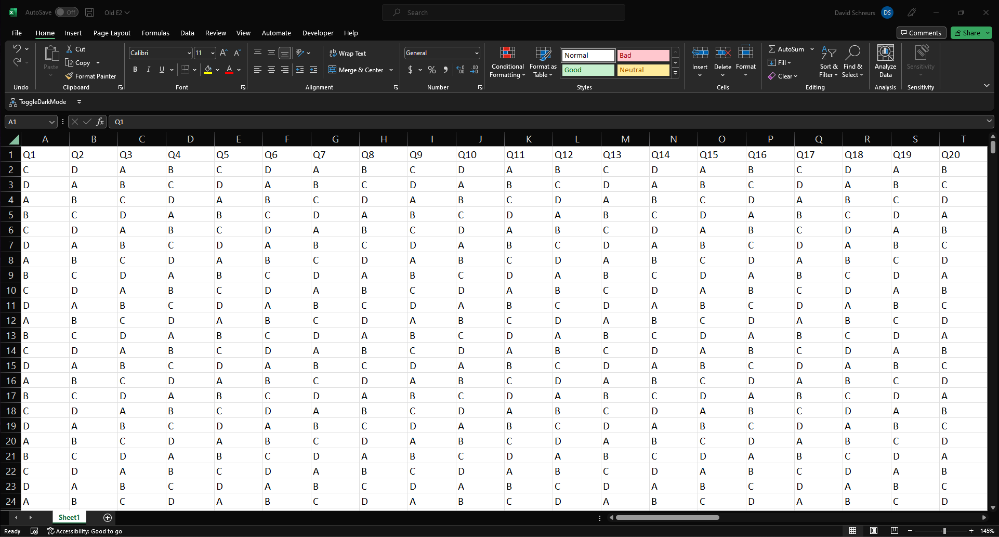 AutoSave Off Old E2 Search David Schreurs DS
File Home Insert Page Layout Formulas Data Review View Automate Developer Help Comments Share
Cut
Copy
Format Painter
Paste
Calibri 11
B I U A
Wrap Text
Merge & Center
General
$ %
Conditional Formatting
Format as Table
Normal Bad
Good Neutral
Insert Delete Format
AutoSum
Fill
Clear
Sort & Filter
Find & Select
Analyze Data
Sensitivity
Undo Clipboard Font Alignment Number Styles Cells Editing Analysis Sensitivity
ToggleDarkMode
A1 fx Q1
A B C D E F G H I J K L M N O P Q R S T
1 Q1 Q2 Q3 Q4 Q5 Q6 Q7 Q8 Q9 Q10 Q11 Q12 Q13 Q14 Q15 Q16 Q17 Q18 Q19 Q20
2 C D A B C D A B C D A B C D A B C D A B
3 D A B C D A B C D A B C D A B C D A B C
4 A B C D A B C D A B C D A B C D A B C D
5 B C D A B C D A B C D A B C D A B C D A
6 C D A B C D A B C D A B C D A B C D A B
7 D A B C D A B C D A B C D A B C D A B C
8 A B C D A B C D A B C D A B C D A B C D
9 B C D A B C D A B C D A B C D A B C D A
10 C D A B C D A B C D A B C D A B C D A B
11 D A B C D A B C D A B C D A B C D A B C
12 A B C D A B C D A B C D A B C D A B C D
13 B C D A B C D A B C D A B C D A B C D A
14 C D A B C D A B C D A B C D A B C D A B
15 D A B C D A B C D A B C D A B C D A B C
16 A B C D A B C D A B C D A B C D A B C D
17 B C D A B C D A B C D A B C D A B C D A
18 C D A B C D A B C D A B C D A B C D A B
19 D A B C D A B C D A B C D A B C D A B C
20 A B C D A B C D A B C D A B C D A B C D
21 B C D A B C D A B C D A B C D A B C D A
22 C D A B C D A B C D A B C D A B C D A B
23 D A B C D A B C D A B C D A B C D A B C
24 A B C D A B C D A B C D A B C D A B C D
Sheet1
Ready Accessibility: Good to go 145%